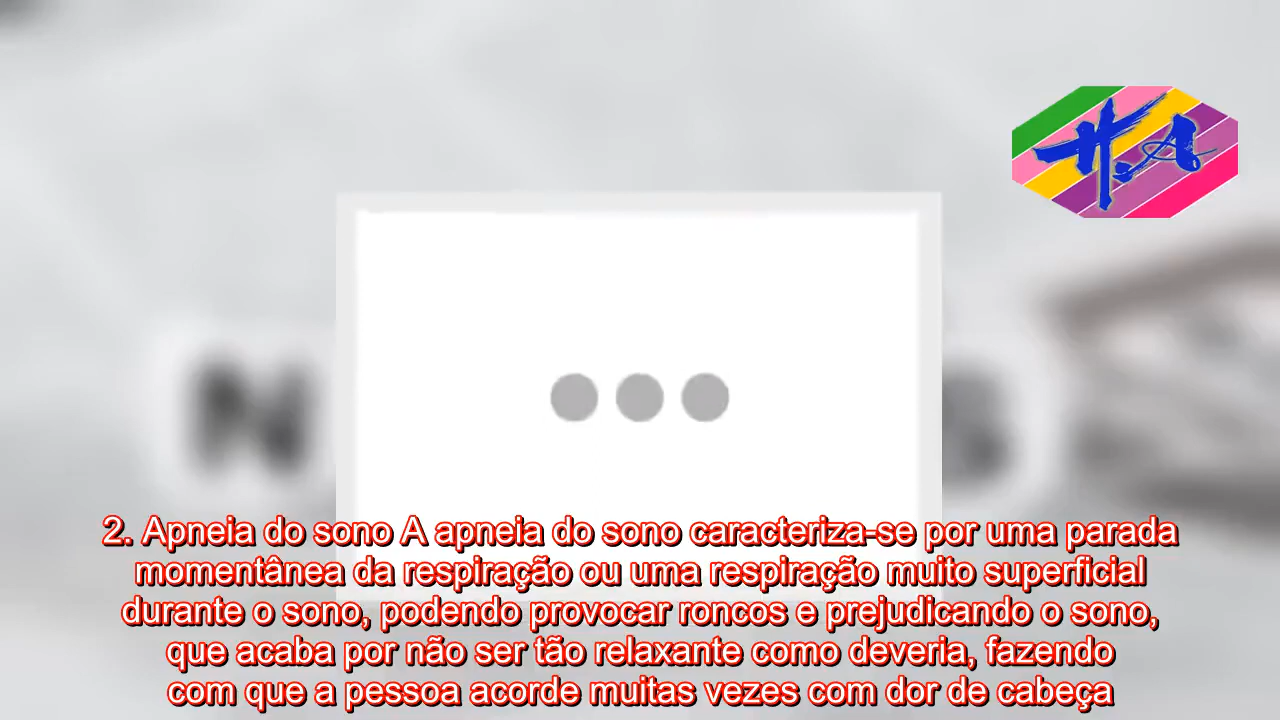 H.A
2. Apneia do sono A apneia do sono caracteriza-se por uma parada
momentânea da respiração ou uma respiração muito superficial
durante o sono, podendo provocar roncos e prejudicando o sono,
que acaba por não ser tão relaxante como deveria, fazendo
com que a pessoa acorde muitas vezes com dor de cabeça